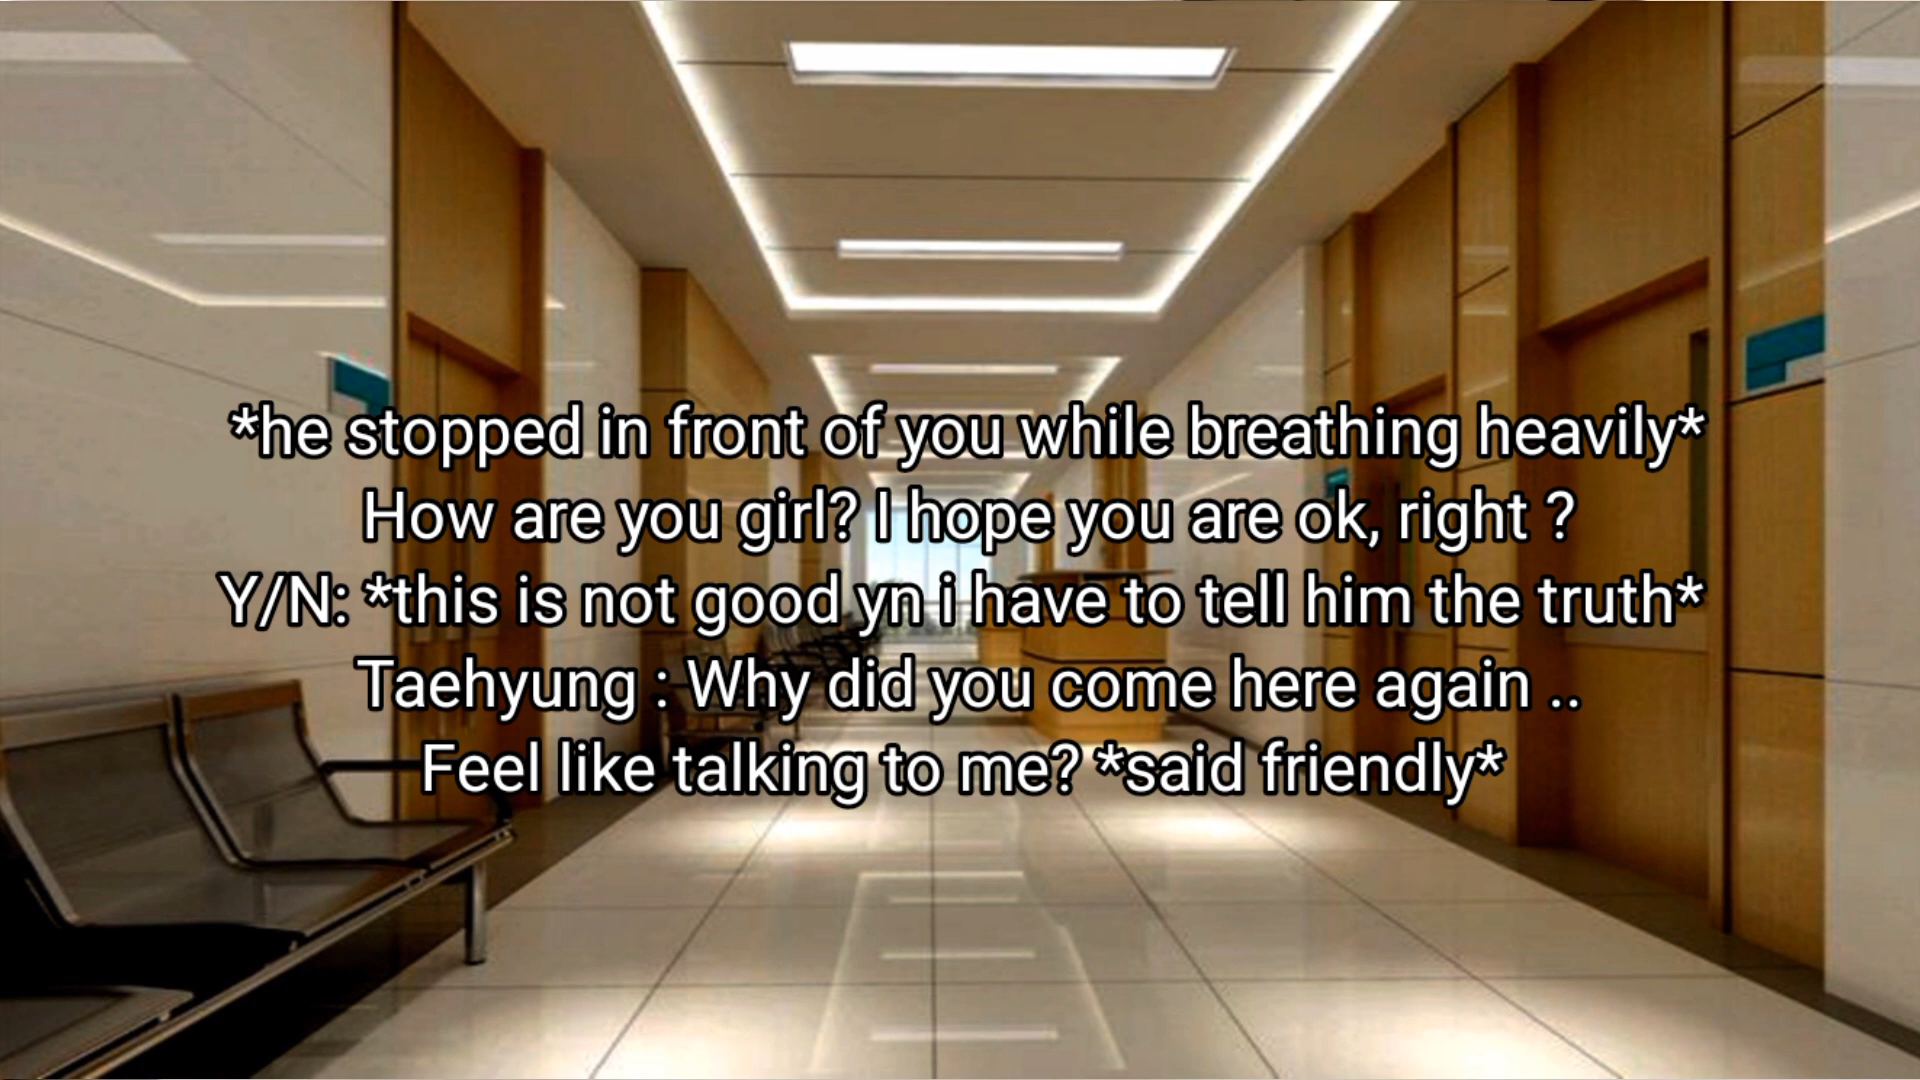 *he stopped in front of you while breathing heavily*
How are you girl? I hope you are ok, right ?
Y/N: *this is not good yn i have to tell him the truth*
Taehyung : Why did you come here again ..
Feel like talking to me? *said friendly*